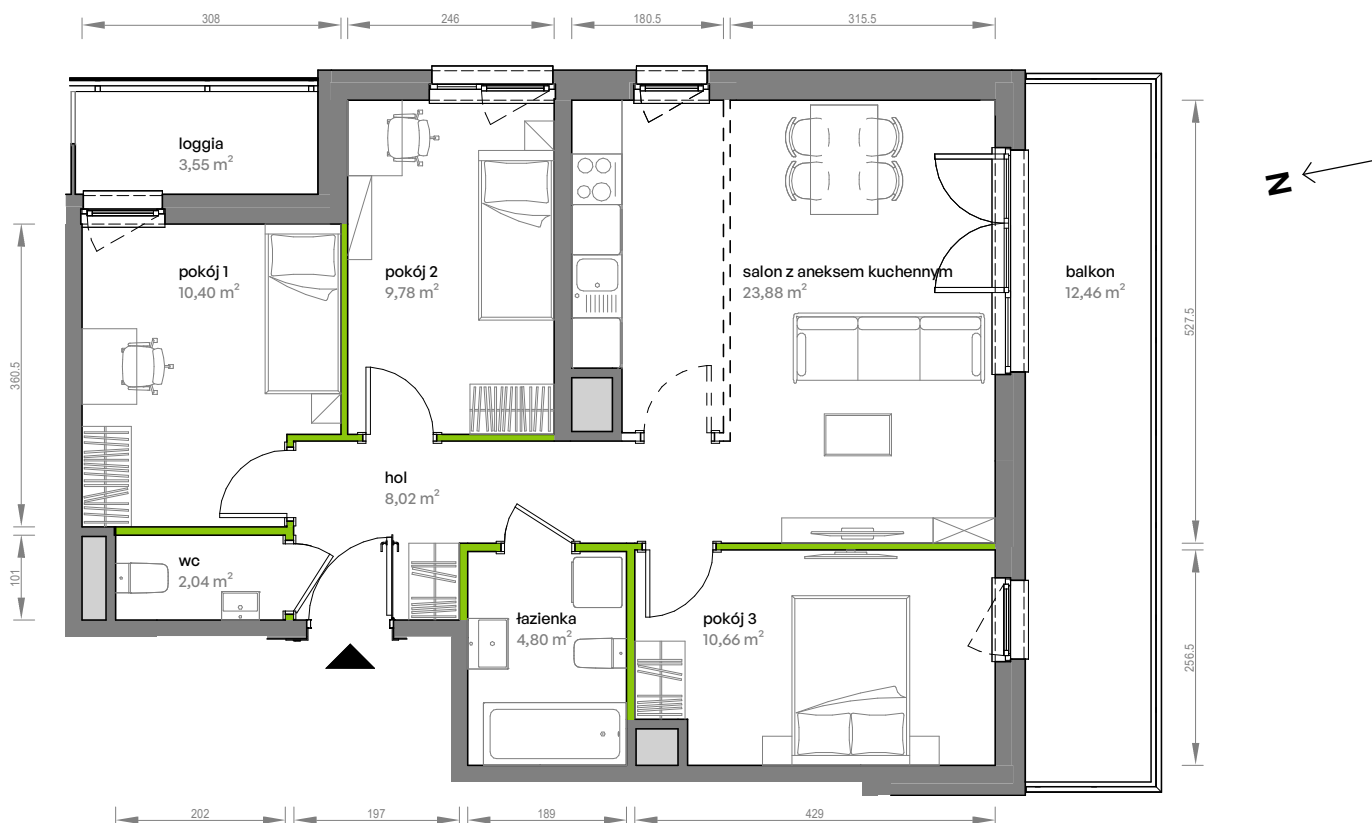 308
246
180.5
315.5
loggia
3,55 m²
N
pokój 1
10,40 m²
pokój 2
9,78 m²
salon z aneksem kuchennym
23,88 m²
balkon
12,46 m²
360.5
527.5
hol
8,02 m²
wc
2,04 m²
101
łazienka
4,80 m²
pokój 3
10,66 m²
256.5
202
197
189
429